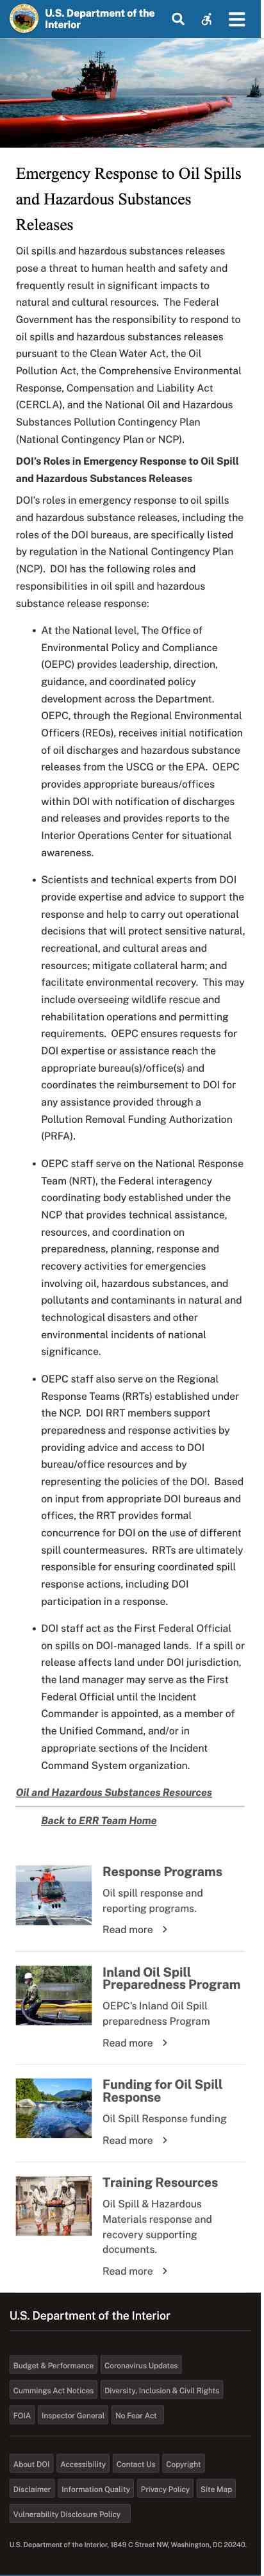 U.S. Department of the
Interior
Emergency Response to Oil Spills
and Hazardous Substances
Releases
Oil spills and hazardous substances releases
pose a threat to human health and safety and
frequently result in significant impacts to
natural and cultural resources.  The Federal
Government has the responsibility to respond to
oil spills and hazardous substances releases
pursuant to the Clean Water Act, the Oil
Pollution Act, the Comprehensive Environmental
Response, Compensation and Liability Act
(CERCLA), and the National Oil and Hazardous
Substances Pollution Contingency Plan
(National Contingency Plan or NCP).
DOI's Roles in Emergency Response to Oil Spill
and Hazardous Substances Releases
DOI's roles in emergency response to oil spills
and hazardous substance releases, including the
roles of the DOI bureaus, are specifically listed
by regulation in the National Contingency Plan
(NCP).  DOI has the following roles and
responsibilities in oil spill and hazardous
substance release response:
• At the National level, The Office of
Environmental Policy and Compliance
(OEPC) provides leadership, direction,
guidance, and coordinated policy
development across the Department.
OEPC, through the Regional Environmental
Officers (REOs), receives initial notification
of oil discharges and hazardous substance
releases from the USCG or the EPA.  OEPC
provides appropriate bureaus/offices
within DOI with notification of discharges
and releases and provides reports to the
Interior Operations Center for situational
awareness.
• Scientists and technical experts from DOI
provide expertise and advice to support the
response and help to carry out operational
decisions that will protect sensitive natural,
recreational, and cultural areas and
resources; mitigate collateral harm; and
facilitate environmental recovery.  This may
include overseeing wildlife rescue and
rehabilitation operations and permitting
requirements.  OEPC ensures requests for
DOI expertise or assistance reach the
appropriate bureau(s)/office(s) and
coordinates the reimbursement to DOI for
any assistance provided through a
Pollution Removal Funding Authorization
(PRFA).
• OEPC staff serve on the National Response
Team (NRT), the Federal interagency
coordinating body established under the
NCP that provides technical assistance,
resources, and coordination on
preparedness, planning, response and
recovery activities for emergencies
involving oil, hazardous substances, and
pollutants and contaminants in natural and
technological disasters and other
environmental incidents of national
significance.
• OEPC staff also serve on the Regional
Response Teams (RRTs) established under
the NCP.  DOI RRT members support
preparedness and response activities by
providing advice and access to DOI
bureau/office resources and by
representing the policies of the DOI.  Based
on input from appropriate DOI bureaus and
offices, the RRT provides formal
concurrence for DOI on the use of different
spill countermeasures.  RRTs are ultimately
responsible for ensuring coordinated spill
response actions, including DOI
participation in a response.
• DOI staff act as the First Federal Official
on spills on DOI-managed lands.  If a spill or
release affects land under DOI jurisdiction,
the land manager may serve as the First
Federal Official until the Incident
Commander is appointed, as a member of
the Unified Command, and/or in
appropriate sections of the Incident
Command System organization.
Oil and Hazardous Substances Resources
Back to ERR Team Home
Response Programs
Oil spill response and
reporting programs.
Read more
Inland Oil Spill
Preparedness Program
OEPC's Inland Oil Spill
preparedness Program
Read more
Funding for Oil Spill
Response
Oil Spill Response funding
Read more
Training Resources
Oil Spill & Hazardous
Materials response and
recovery supporting
documents.
Read more
U.S. Department of the Interior
Budget & Performance Coronavirus Updates
Cummings Act Notices Diversity, Inclusion & Civil Rights
FOIA Inspector General No Fear Act
About DOI Accessibility Contact Us Copyright
Disclaimer Information Quality Privacy Policy Site Map
Vulnerability Disclosure Policy
U.S. Department of the Interior, 1849 C Street NW, Washington, DC 20240.